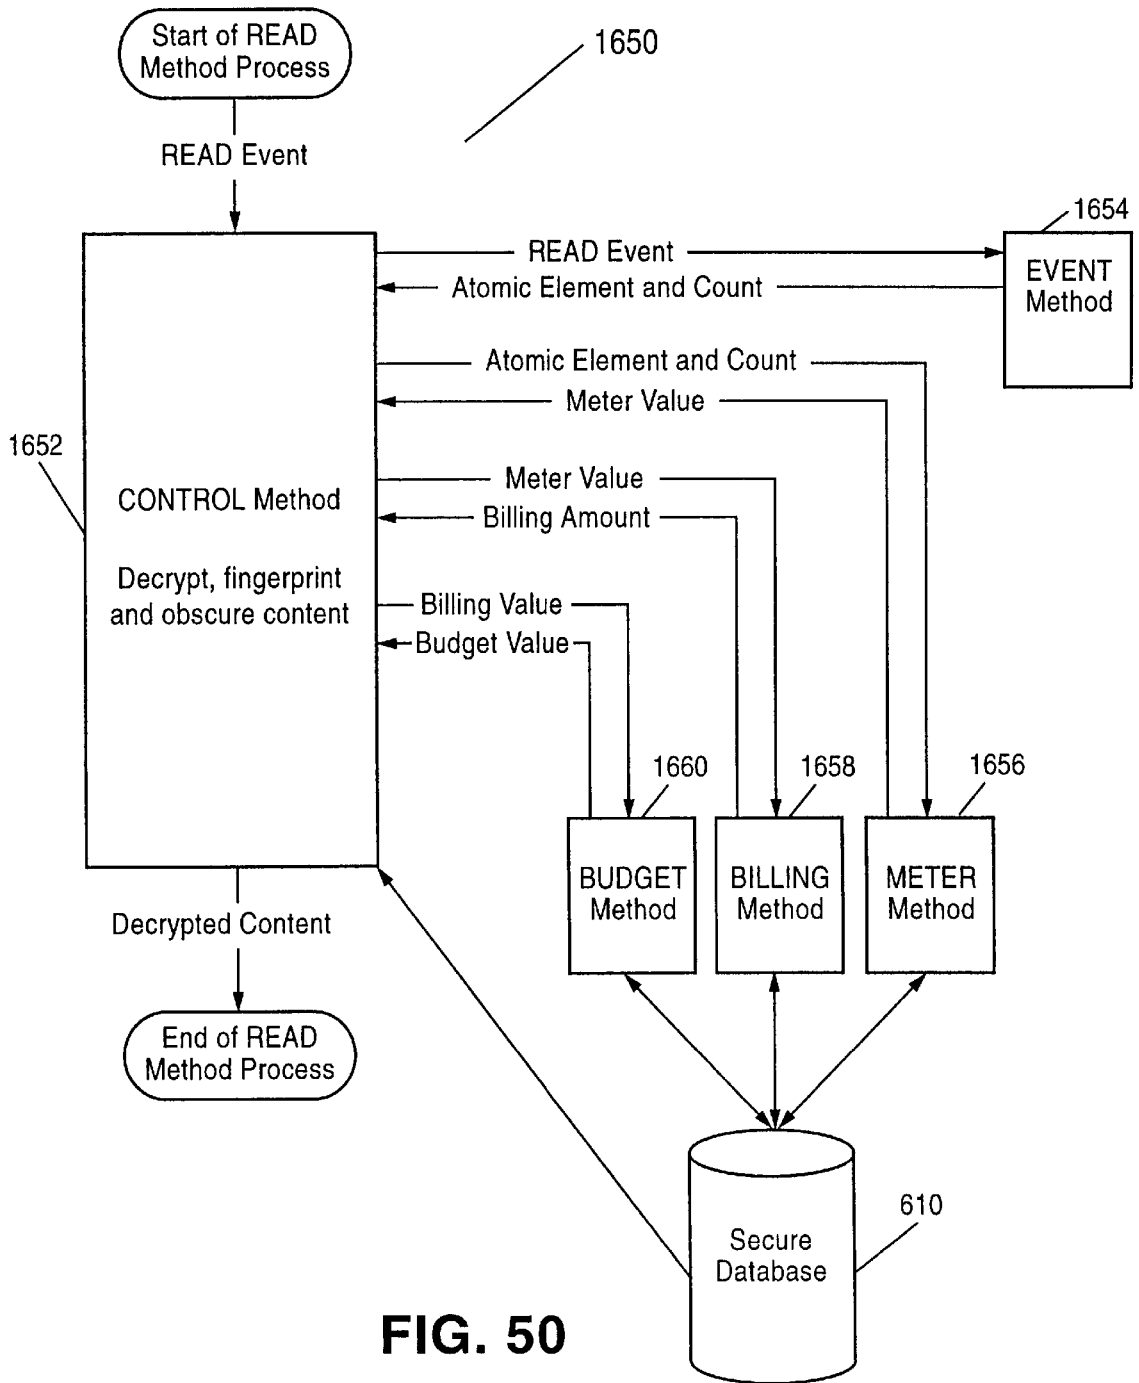 Start of READ
Method Process
1650
READ Event
1654
READ Event
EVENT
Method
Atomic Element and Count
Atomic Element and Count
Meter Value
1652
CONTROL Method
Decrypt, fingerprint
and obscure content
Meter Value
Billing Amount
Billing Value
Budget Value
1660
1658
1656
BUDGET
Method
BILLING
Method
METER
Method
Decrypted Content
End of READ
Method Process
610
Secure
Database
FIG. 50